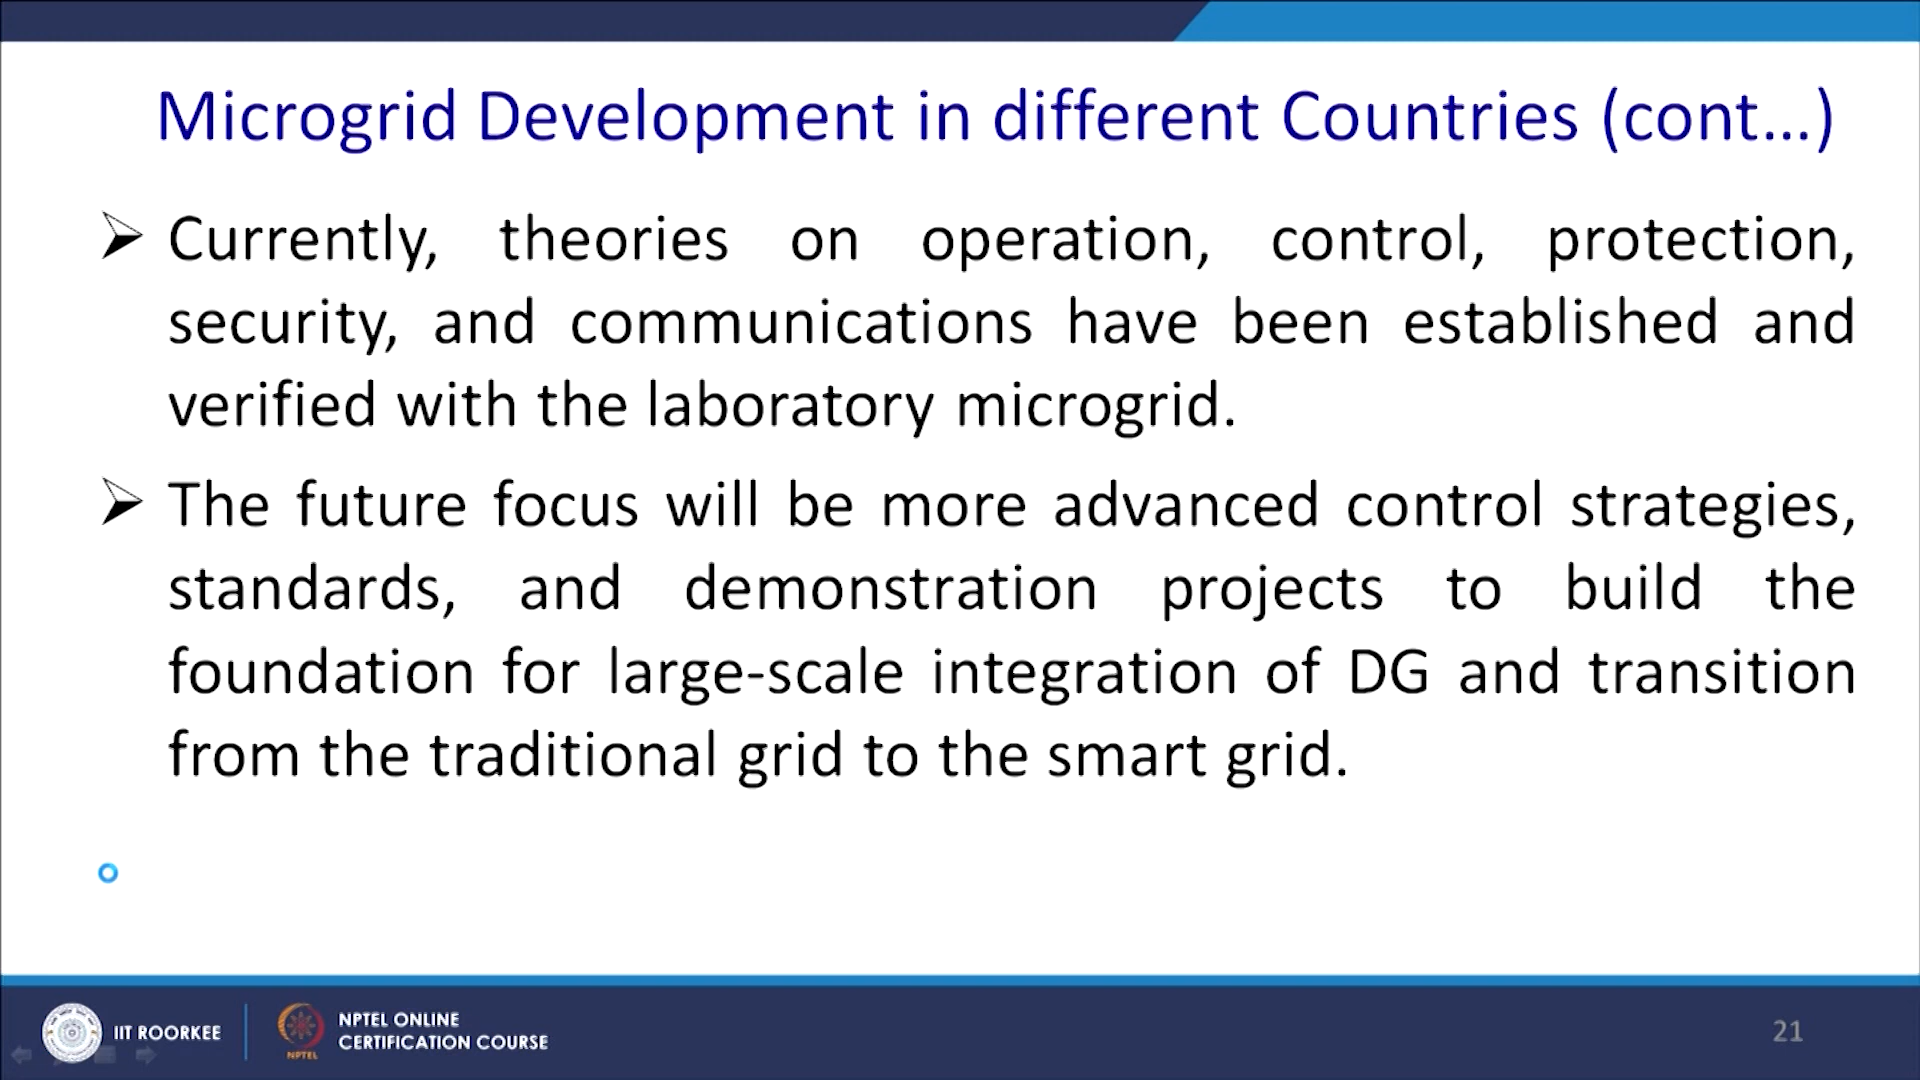 Microgrid Development in different Countries (cont...)
Currently, theories on operation, control, protection,
security, and communications have been established and
verified with the laboratory microgrid.
The future focus will be more advanced control strategies,
standards, and demonstration projects to build the
foundation for large-scale integration of DG and transition
from the traditional grid to the smart grid.
IIT ROORKEE
NPTEL
NPTEL ONLINE
CERTIFICATION COURSE
21